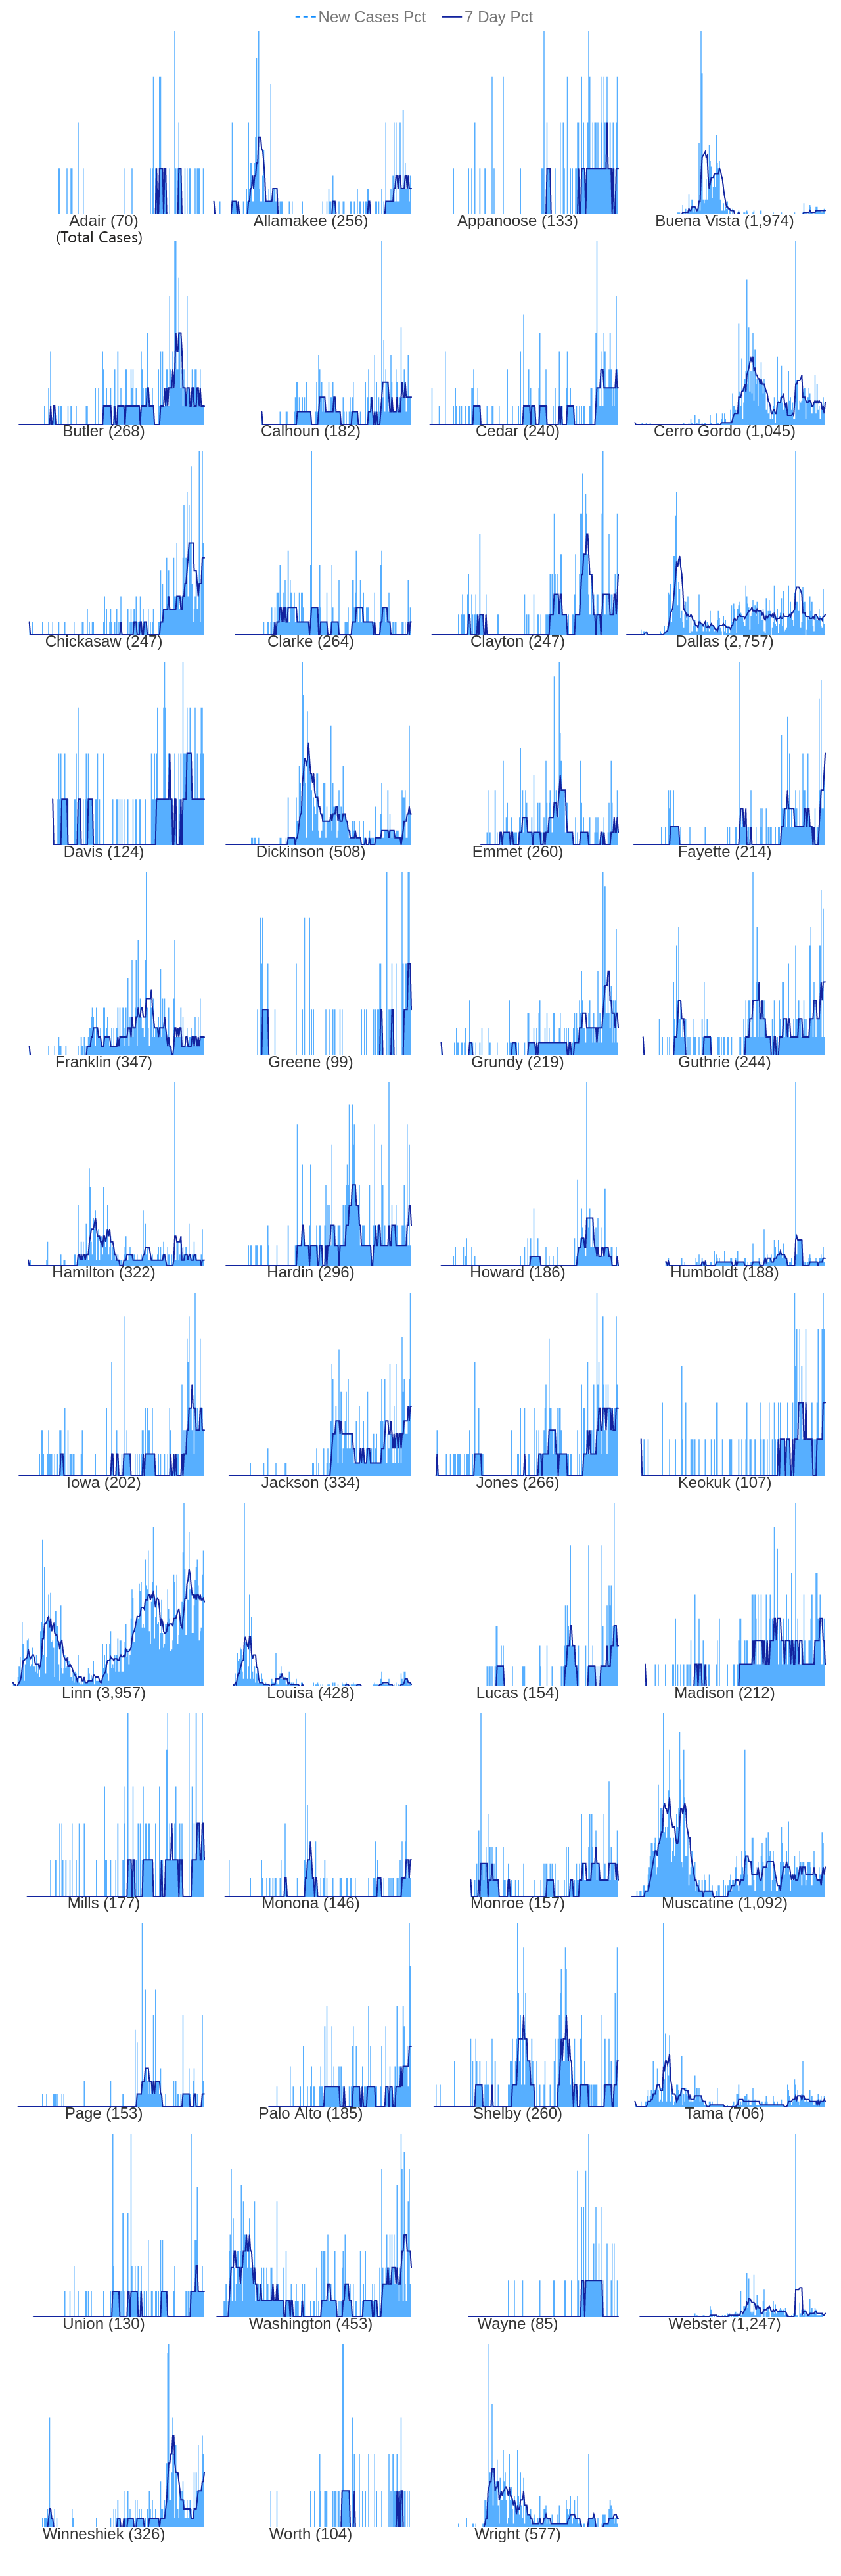 New Cases Pct 7 Day Pct
Adair (70) Allamakee (256) Appanoose (133) Buena Vista (1,974)
(Total Cases)
Butler (268) Calhoun (182) Cedar (240) Cerro Gordo (1,045)
Chickasaw (247) Clarke (264) Clayton (247) Dallas (2,757)
Davis (124) Dickinson (508) Emmet (260) Fayette (214)
Franklin (347) Greene (99) Grundy (219) Guthrie (244)
Hamilton (322) Hardin (296) Howard (186) Humboldt (188)
Iowa (202) Jackson (334) Jones (266) Keokuk (107)
Linn (3,957) Louisa (428) Lucas (154) Madison (212)
Mills (177) Monona (146) Monroe (157) Muscatine (1,092)
Page (153) Palo Alto (185) Shelby (260) Tama (706)
Union (130) Washington (453) Wayne (85) Webster (1,247)
Winneshiek (326) Worth (104) Wright (577)